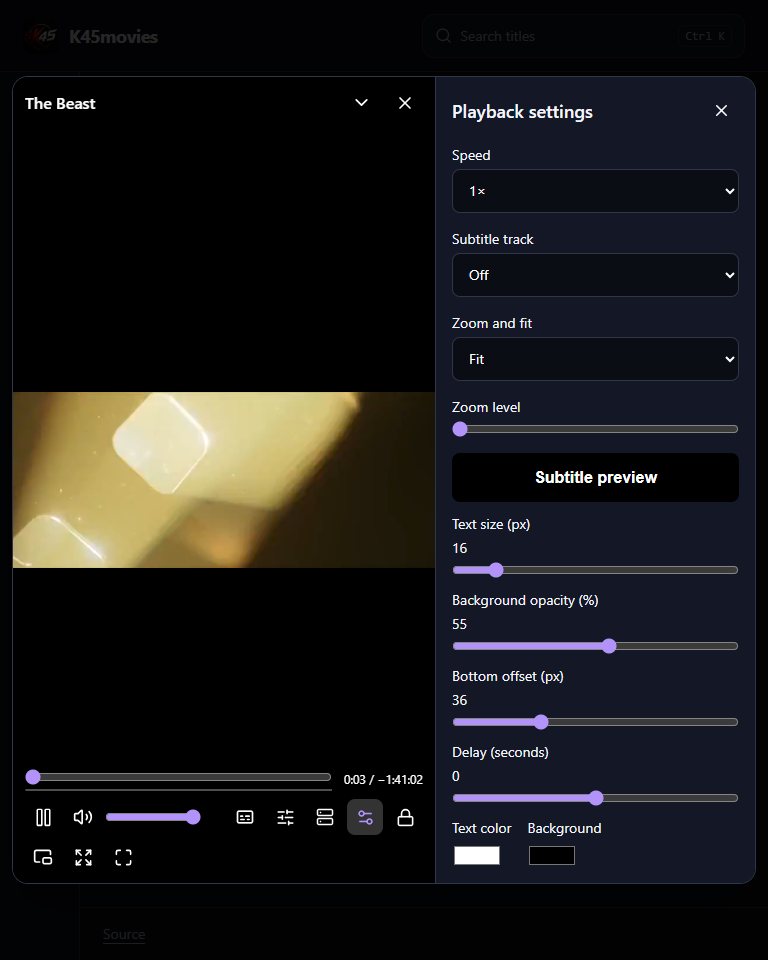 K45 K45movies
Search titles
Ctrl K
The Beast
0:03 / −1:41:02
Playback settings
Speed
1×
Subtitle track
Off
Zoom and fit
Fit
Zoom level
Subtitle preview
Text size (px)
16
Background opacity (%)
55
Bottom offset (px)
36
Delay (seconds)
0
Text color
Background
Source